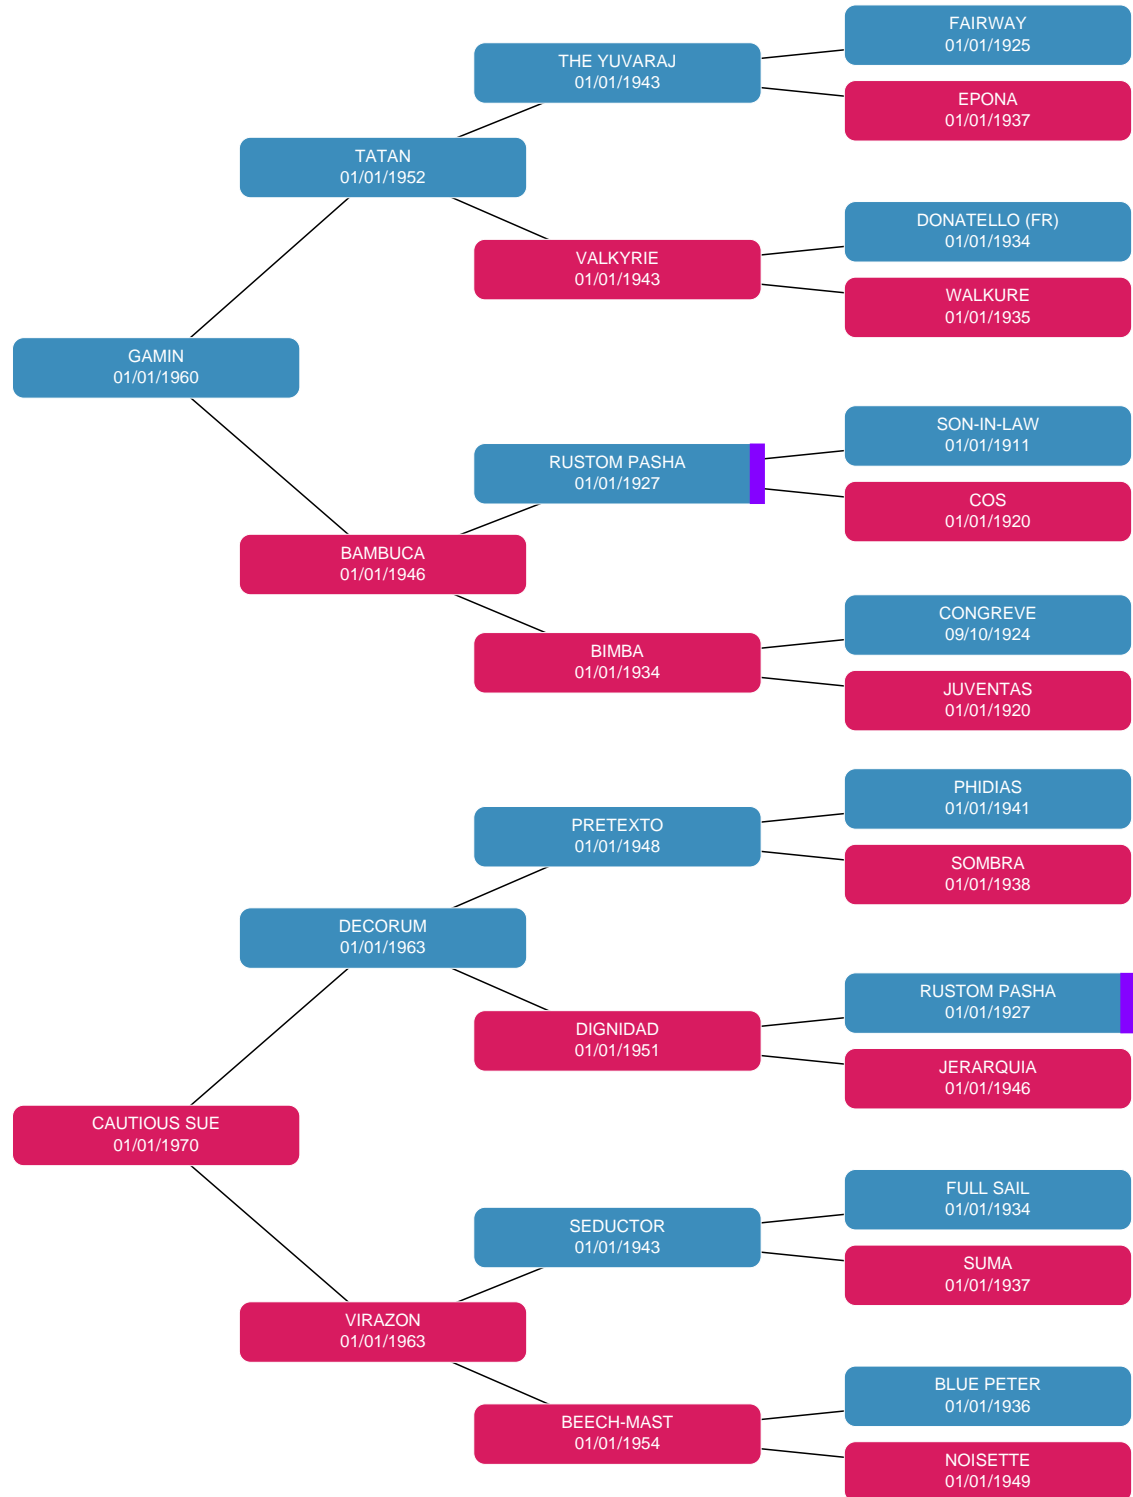 FAIRWAY
01/01/1925
THE YUVARAJ
01/01/1943
EPONA
01/01/1937
TATAN
01/01/1952
DONATELLO (FR)
01/01/1934
VALKYRIE
01/01/1943
WALKURE
01/01/1935
GAMIN
01/01/1960
SON-IN-LAW
01/01/1911
RUSTOM PASHA
01/01/1927
COS
01/01/1920
BAMBUCA
01/01/1946
CONGREVE
09/10/1924
BIMBA
01/01/1934
JUVENTAS
01/01/1920
PHIDIAS
01/01/1941
PRETEXTO
01/01/1948
SOMBRA
01/01/1938
DECORUM
01/01/1963
RUSTOM PASHA
01/01/1927
DIGNIDAD
01/01/1951
JERARQUIA
01/01/1946
CAUTIOUS SUE
01/01/1970
FULL SAIL
01/01/1934
SEDUCTOR
01/01/1943
SUMA
01/01/1937
VIRAZON
01/01/1963
BLUE PETER
01/01/1936
BEECH-MAST
01/01/1954
NOISETTE
01/01/1949